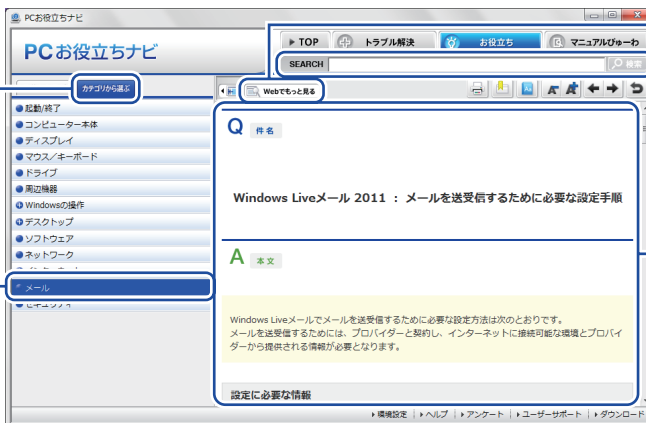 PCお役立ちナビ
PCお役立ちナビ
TOP
トラブル解決
お役立ち
マニュアルびゅーわ
SEARCH
検索
カテゴリから選ぶ
Webでもっと見る
起動/終了
コンピューター本体
ディスプレイ
マウス/キーボード
ドライブ
周辺機器
Windowsの操作
デスクトップ
ソフトウェア
ネットワーク
メール
セキュリティ
Q 件名
Windows Liveメール 2011 : メールを送受信するために必要な設定手順
A 本文
Windows Liveメールでメールを送受信するために必要な設定方法は次のとおりです。
メールを送受信するためには、プロバイダーと契約し、インターネットに接続可能な環境とプロバイ
ダーから提供される情報が必要となります。
設定に必要な情報
環境設定 ヘルプ アンケート ユーザーサポート ダウンロード